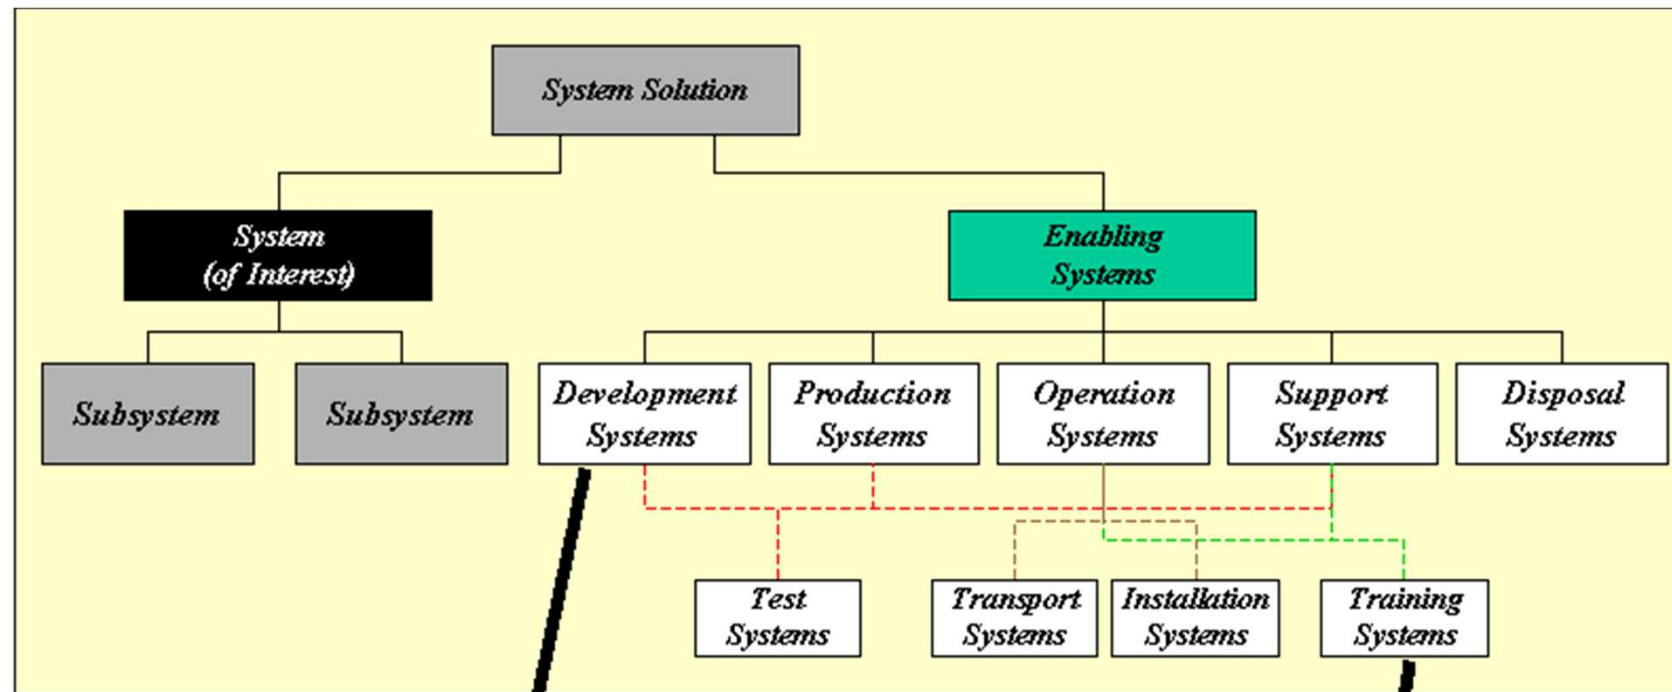 System Solution
System
(of Interest)
Enabling
Systems
Subsystem
Subsystem
Development
Systems
Production
Systems
Operation
Systems
Support
Systems
Disposal
Systems
Test
Systems
Transport
Systems
Installation
Systems
Training
Systems